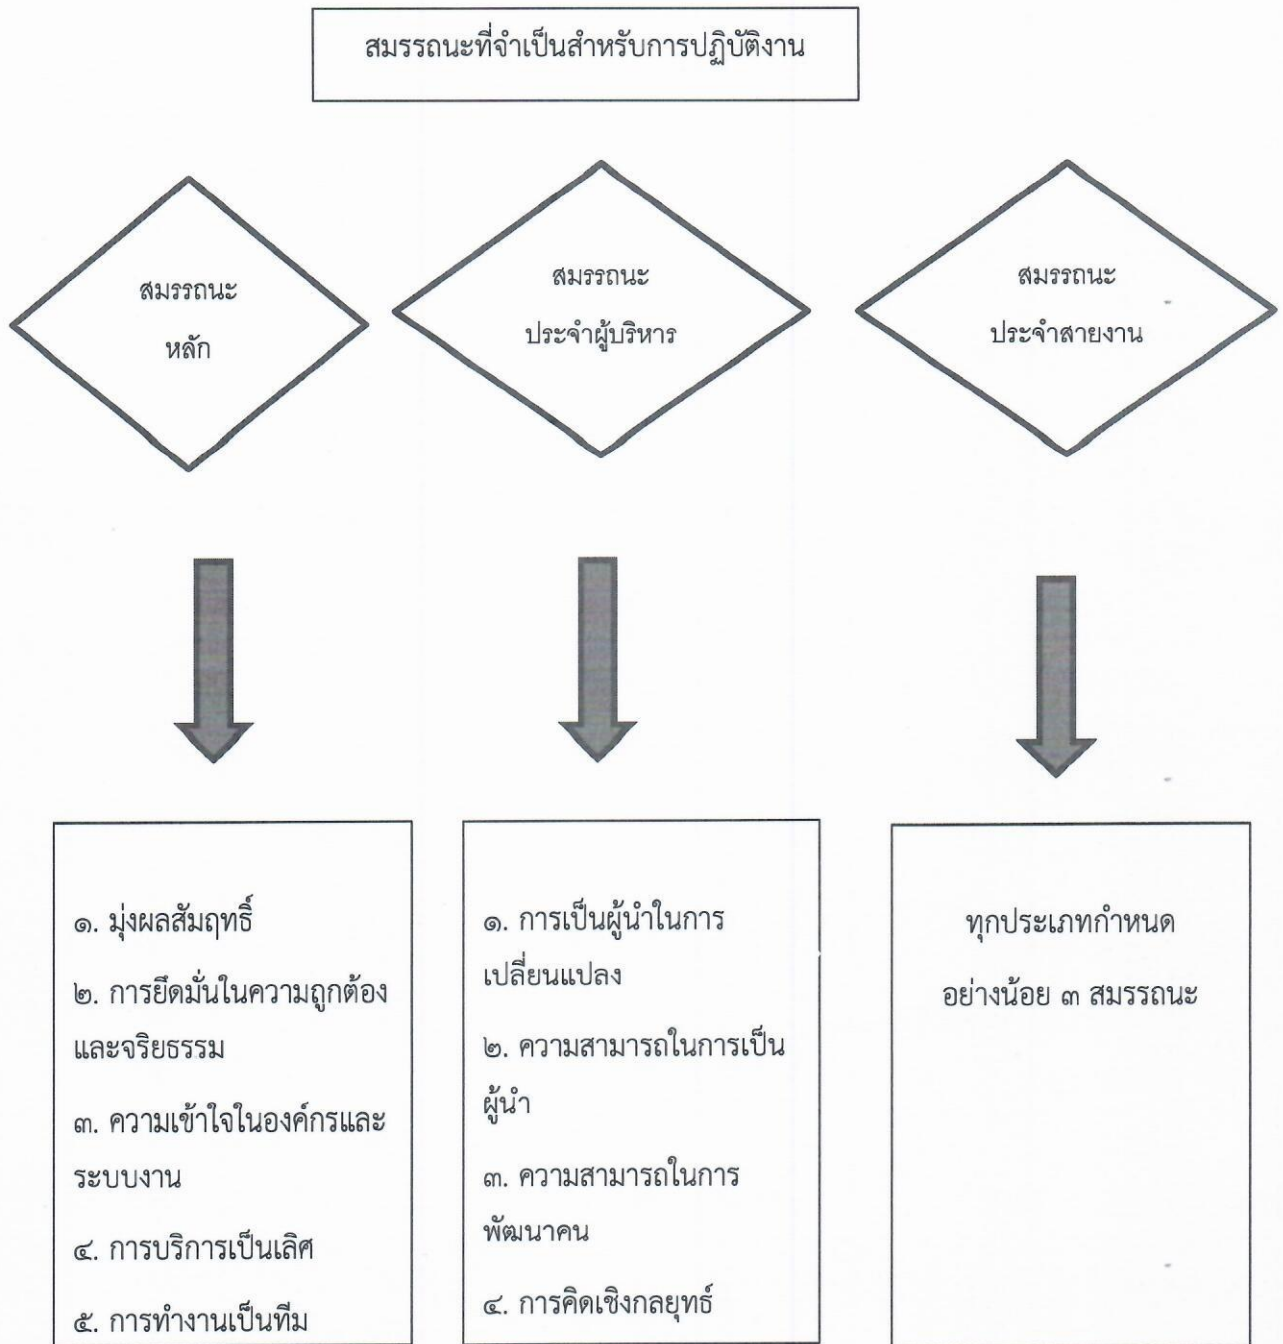 สมรรถนะที่จำเป็นสำหรับการปฏิบัติงาน
สมรรถนะ
หลัก
สมรรถนะ
ประจำผู้บริหาร
สมรรถนะ
ประจำสายงาน
๑. มุ่งผลสัมฤทธิ์
๒. การยึดมั่นในความถูกต้อง
และจริยธรรม
๓. ความเข้าใจในองค์กรและ
ระบบงาน
๔. การบริการเป็นเลิศ
๕. การทำงานเป็นทีม
๑. การเป็นผู้นำในการ
เปลี่ยนแปลง
๒. ความสามารถในการเป็น
ผู้นำ
๓. ความสามารถในการ
พัฒนาคน
๔. การคิดเชิงกลยุทธ์
ทุกประเภทกำหนด
อย่างน้อย ๓ สมรรถนะ